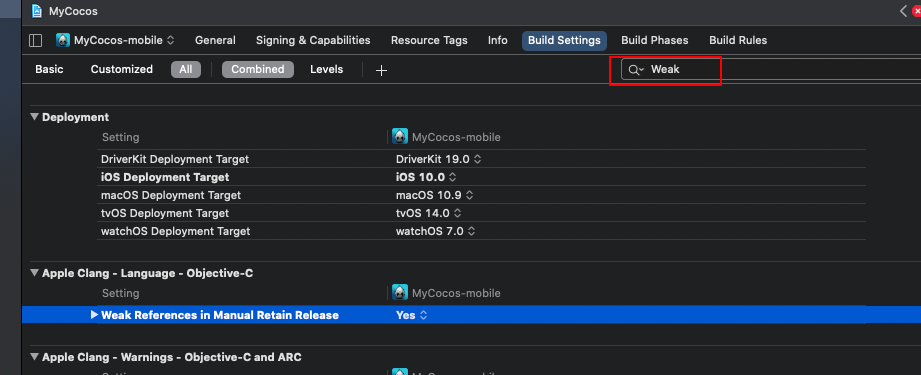 MyCocos
MyCocos-mobile General Signing & Capabilities Resource Tags Info Build Settings Build Phases Build Rules
Basic Customized All Combined Levels + Weak
Deployment
Setting MyCocos-mobile
DriverKit Deployment Target DriverKit 19.0
iOS Deployment Target iOS 10.0
macOS Deployment Target macOS 10.9
tvOS Deployment Target tvOS 14.0
watchOS Deployment Target watchOS 7.0
Apple Clang - Language - Objective-C
Setting MyCocos-mobile
Weak References in Manual Retain Release Yes
Apple Clang - Warnings - Objective-C and ARC